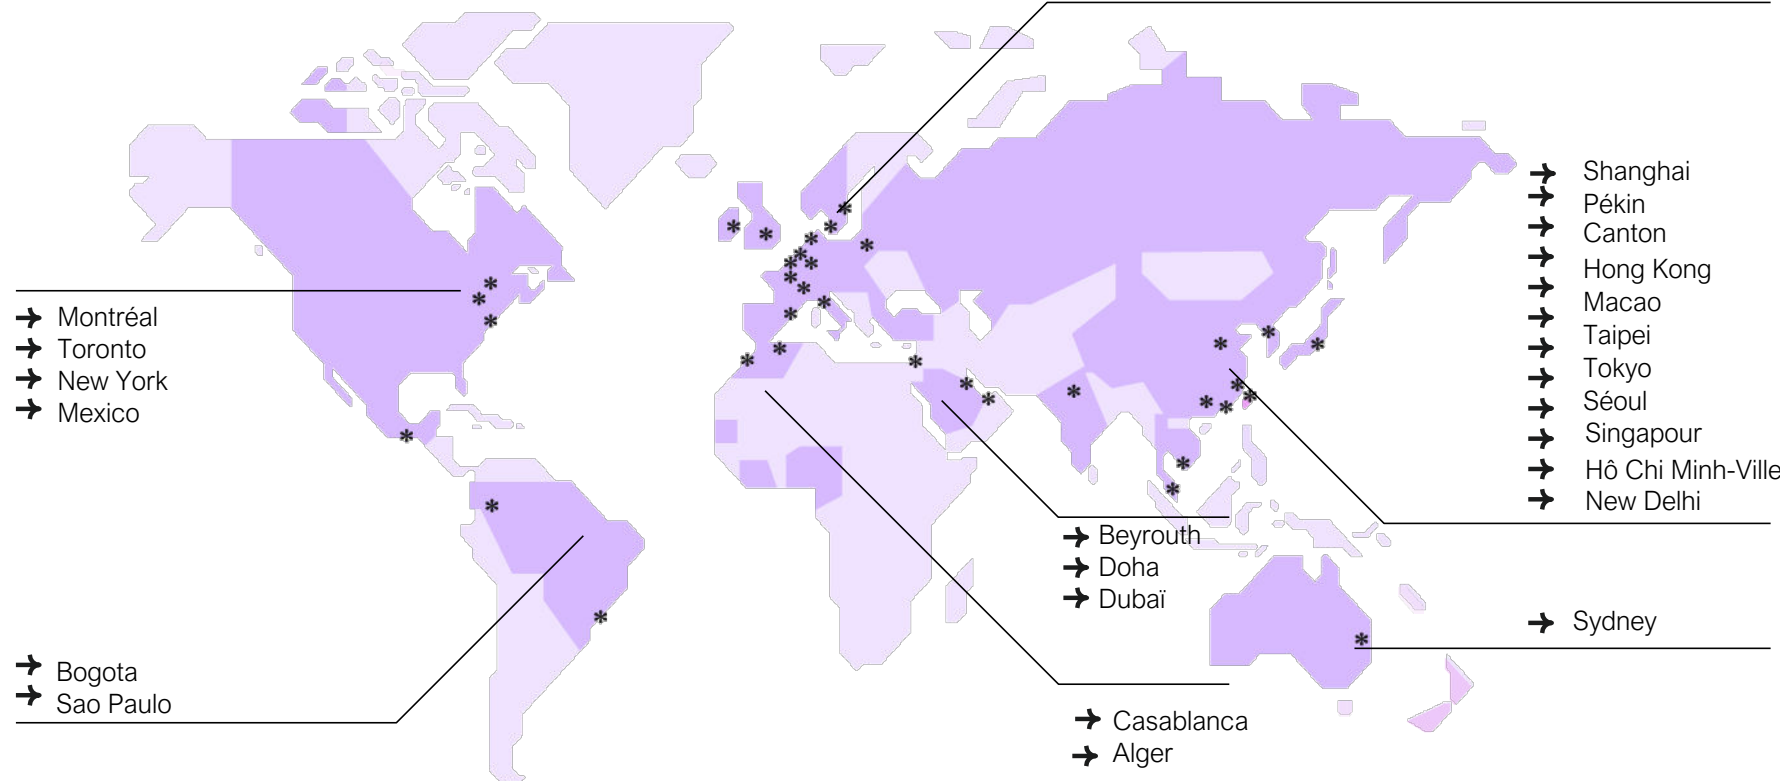 Montréal
Toronto
New York
Mexico
Bogota
Sao Paulo
Beyrouth
Doha
Dubaï
Casablanca
Alger
Shanghai
Pékin
Canton
Hong Kong
Macao
Taipei
Tokyo
Séoul
Singapour
Hô Chi Minh-Ville
New Delhi
Sydney